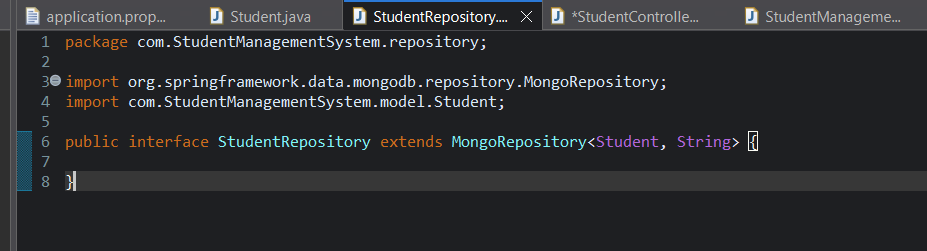 application.prop... Student.java StudentRepository.... *StudentControlle... StudentManageme...
1 package com.StudentManagementSystem.repository;
2
3 import org.springframework.data.mongodb.repository.MongoRepository;
4 import com.StudentManagementSystem.model.Student;
5
6 public interface StudentRepository extends MongoRepository<Student, String> {
7
8 }